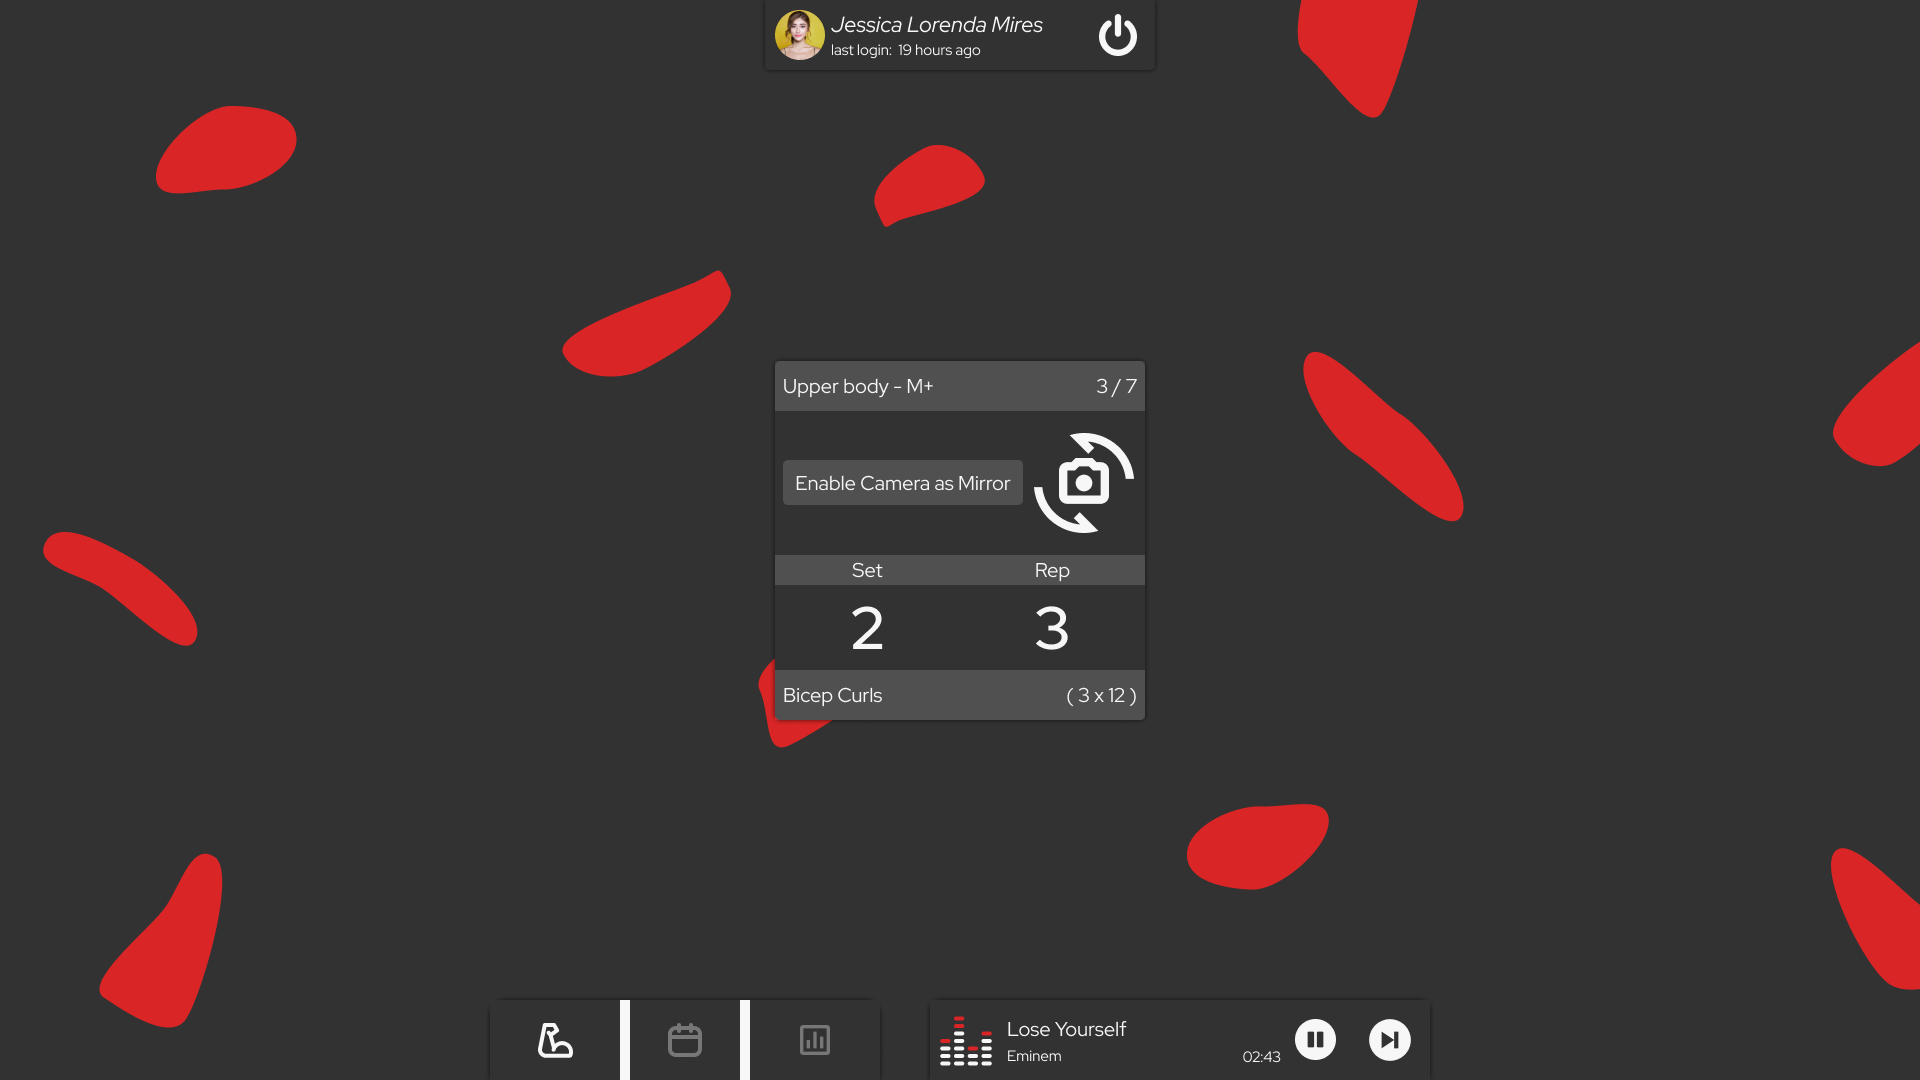 Jessica Lorenda Mires
last login: 19 hours ago
Upper body - M+ 3 / 7
Enable Camera as Mirror
Set Rep
2 3
Bicep Curls ( 3 x 12 )
Lose Yourself
Eminem 02:43